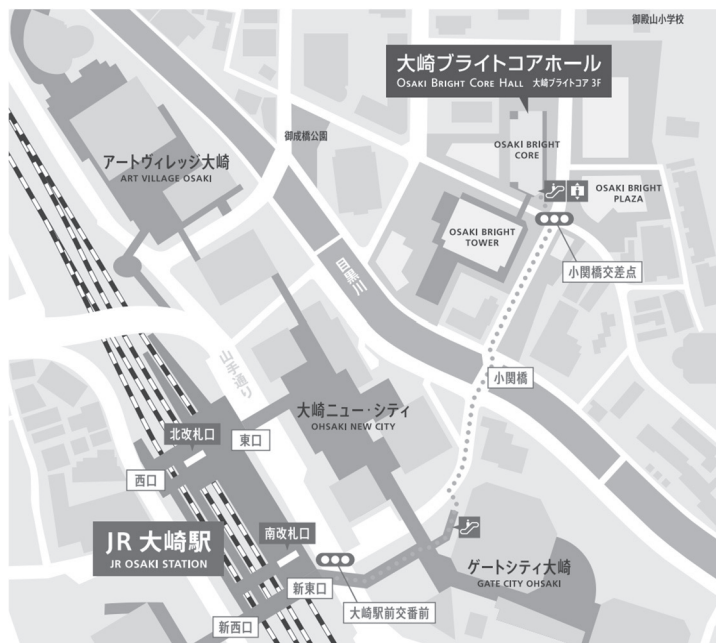 御殿山小学校
大崎ブライトコアホール
OSAKI BRIGHT CORE HALL 大崎ブライトコア 3F
御成橋公園
アートヴィレッジ大崎
ART VILLAGE OSAKI
OSAKI BRIGHT
CORE
OSAKI BRIGHT
PLAZA
OSAKI BRIGHT
TOWER
小関橋交差点
目黒川
山手通り
小関橋
大崎ニュー・シティ
OHSAKI NEW CITY
北改札口
東口
西口
JR 大崎駅
JR OSAKI STATION
南改札口
ゲートシティ大崎
GATE CITY OHSAKI
新東口
大崎駅前交番前
新西口